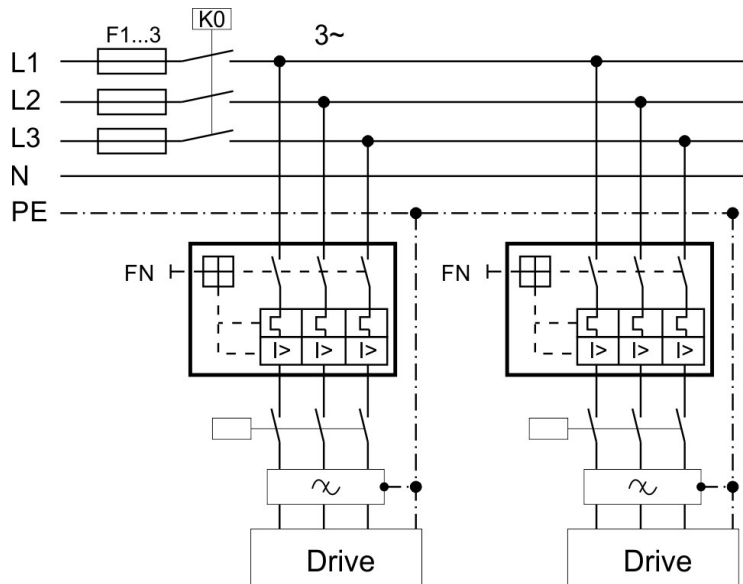 K0
F1...3
3~
L1
L2
L3
N
PE
FN
FN
I> I> I>
I> I> I>
Drive
Drive